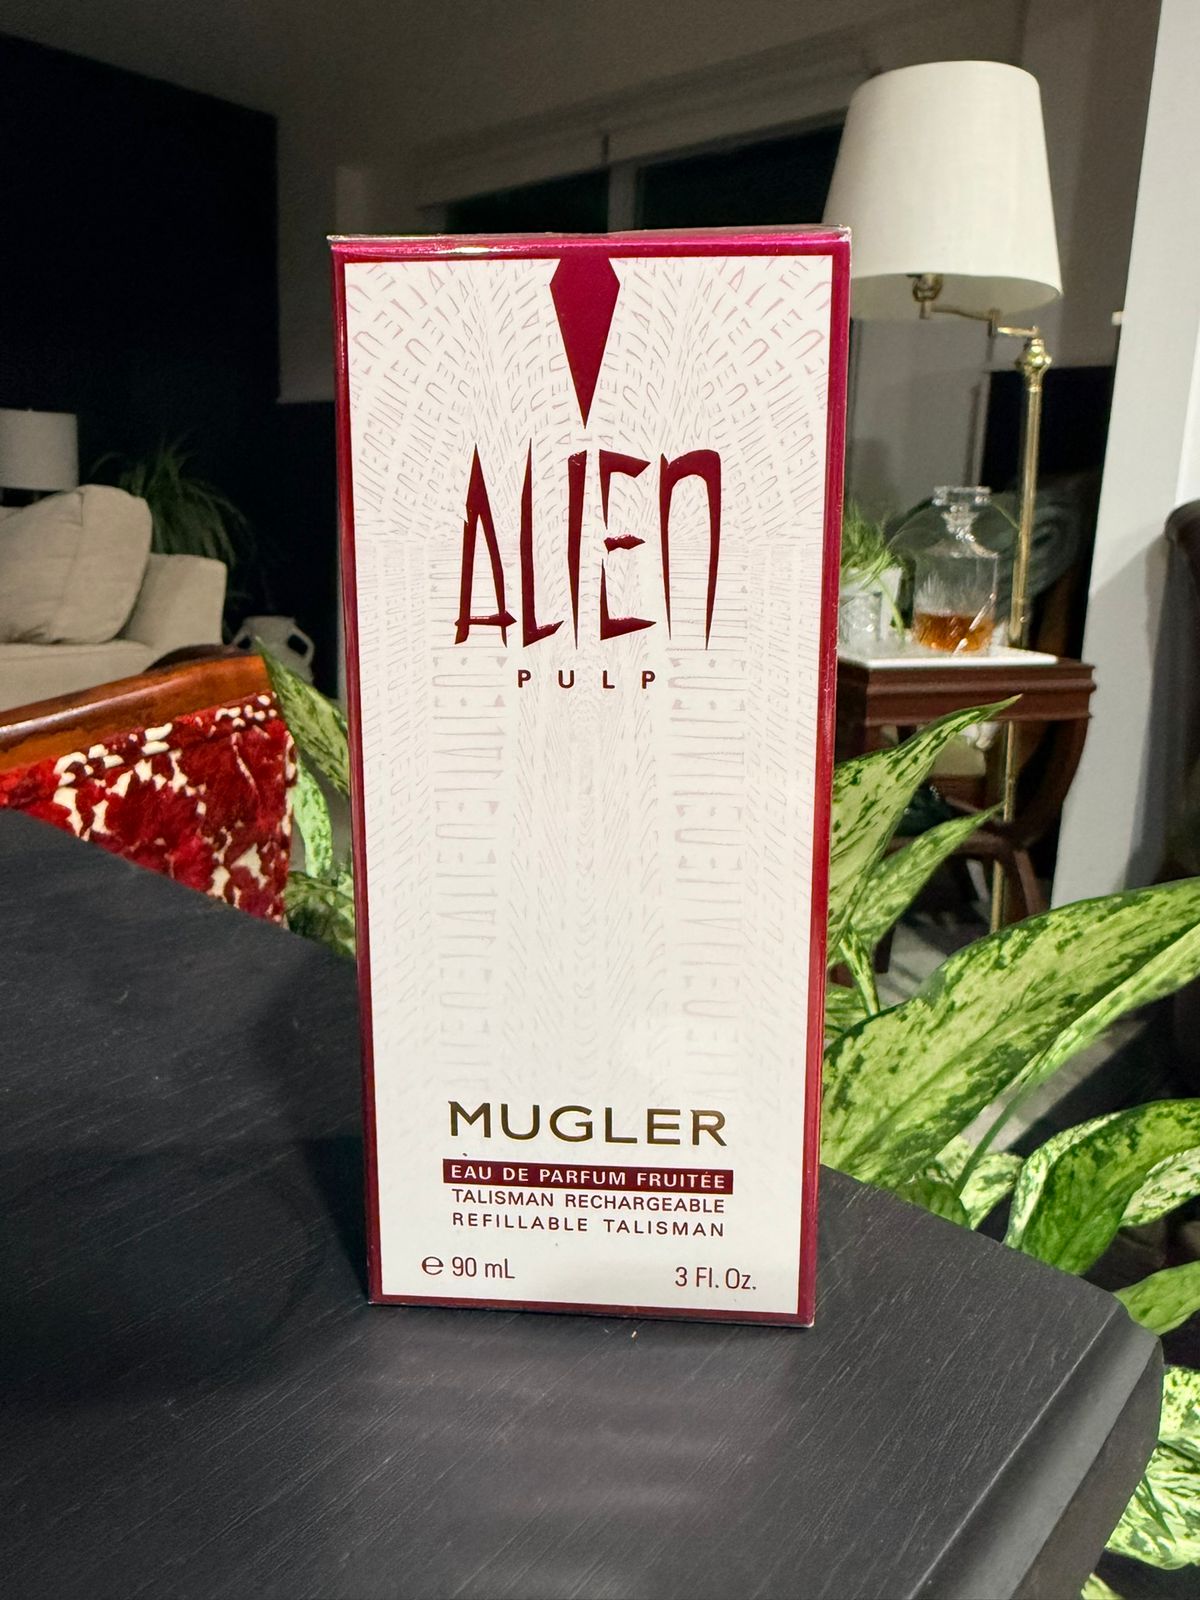 ALIEN
PULP
MUGLER
EAU DE PARFUM FRUITÉE
TALISMAN RECHARGEABLE
REFILLABLE TALISMAN
℮ 90 mL
3 Fl. Oz.